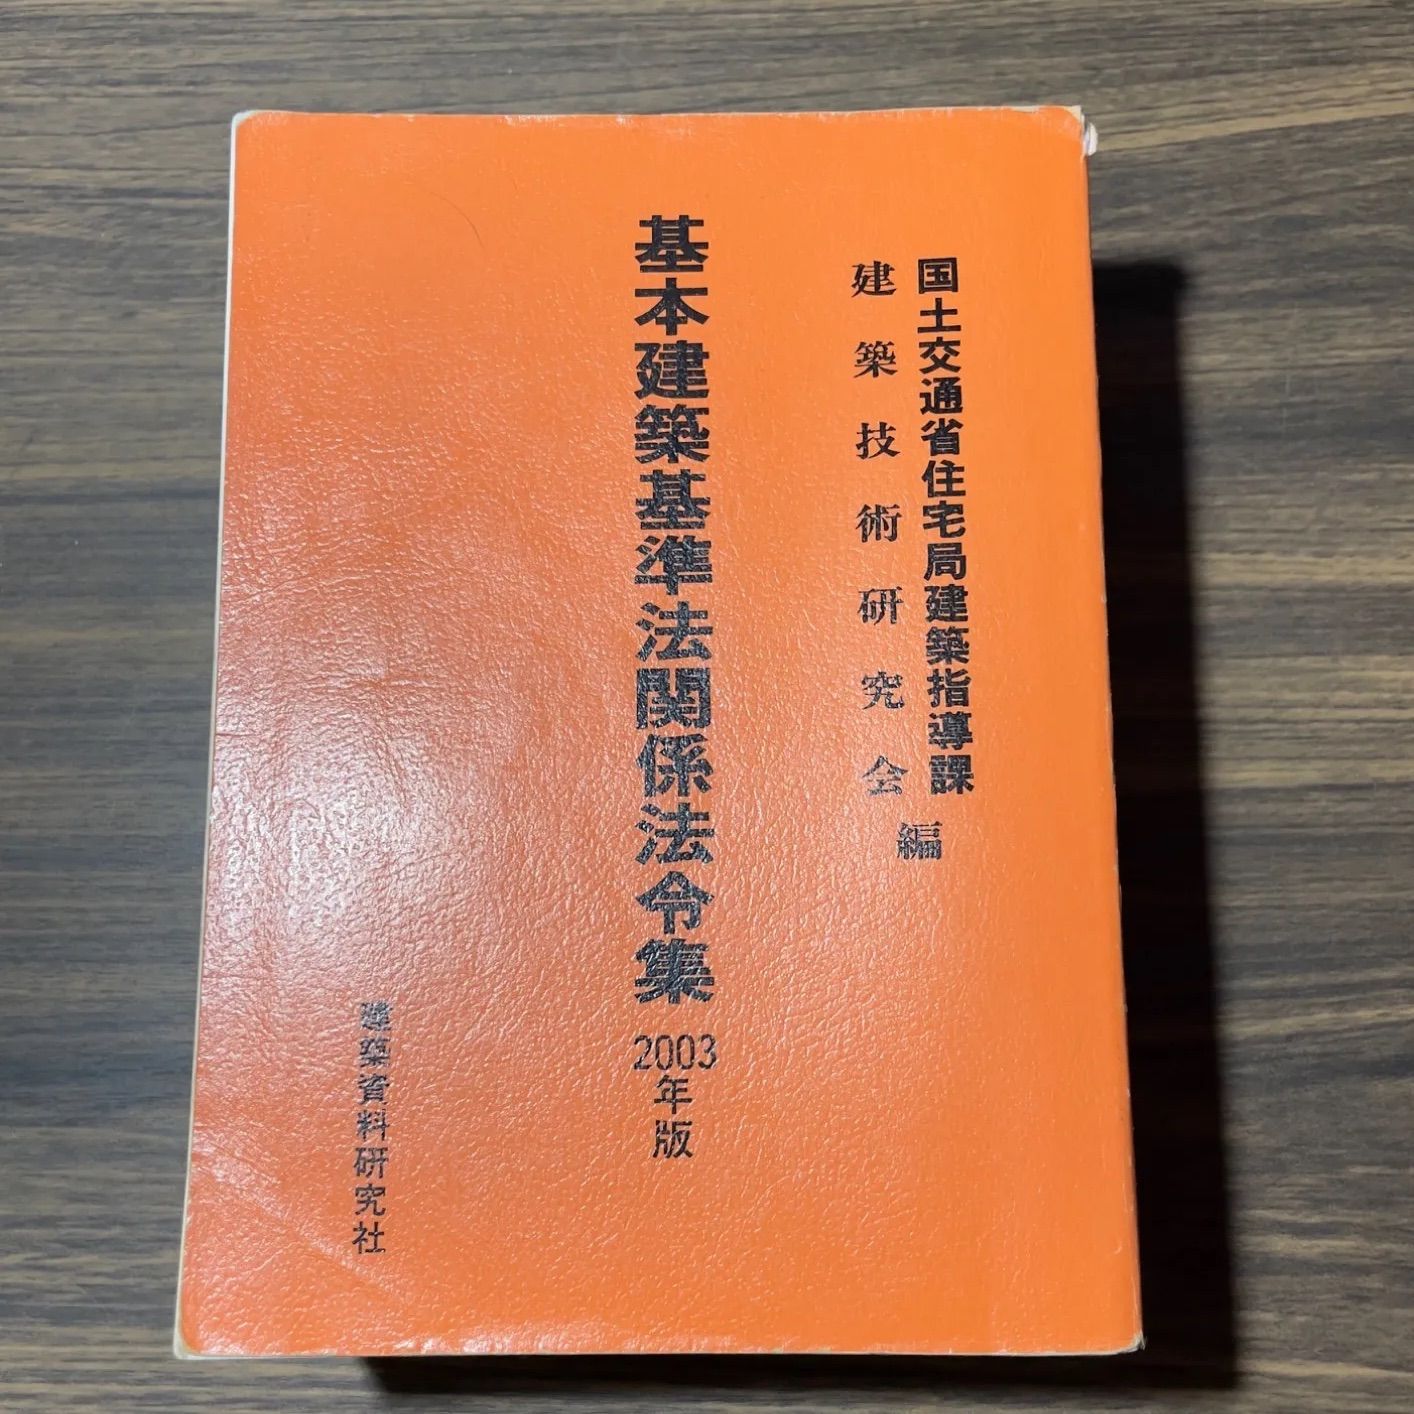 国土交通省住宅局建築指導課
建築技術研究会
編
基本建築基準法関係法令集
2003年版
建築資料研究社